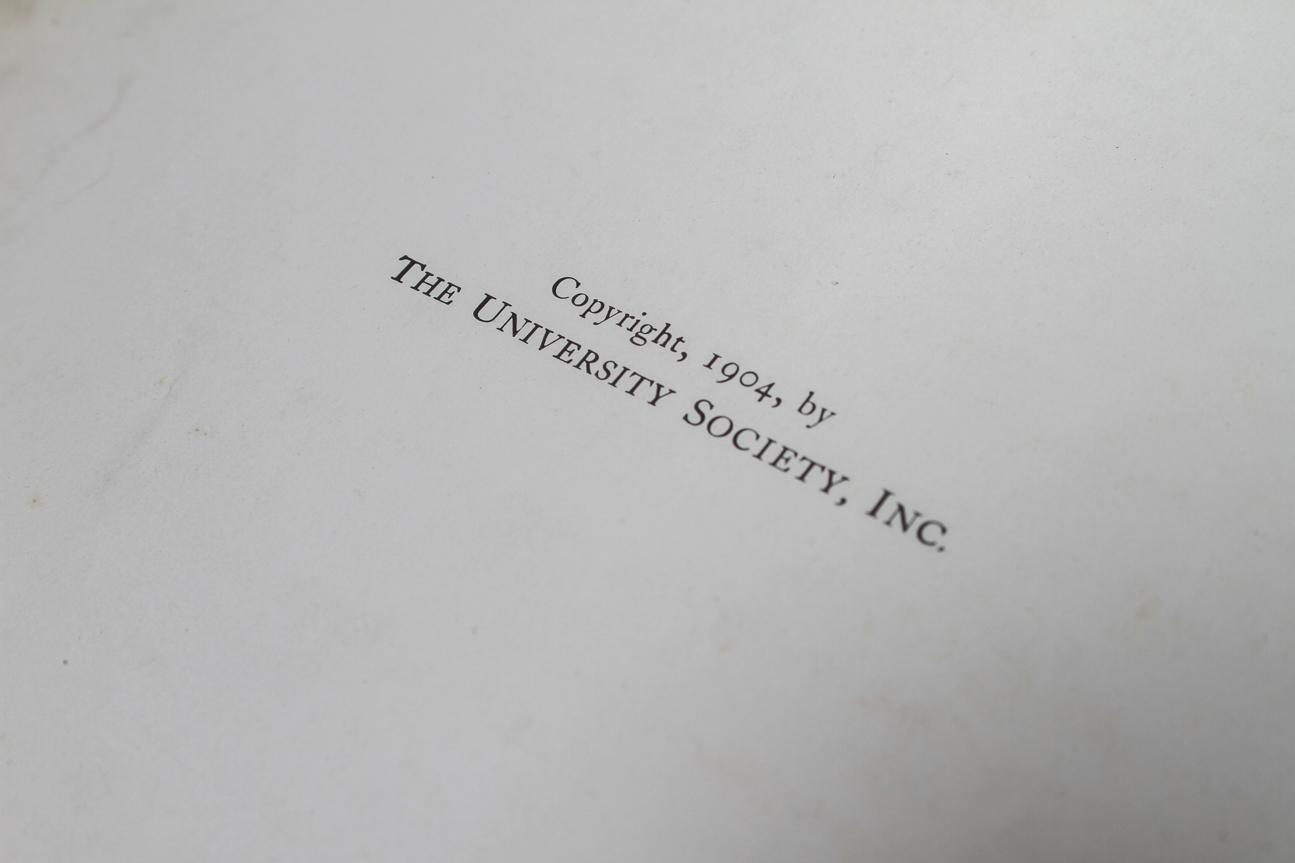 Copyright, 1904, by
THE UNIVERSITY SOCIETY, INC.